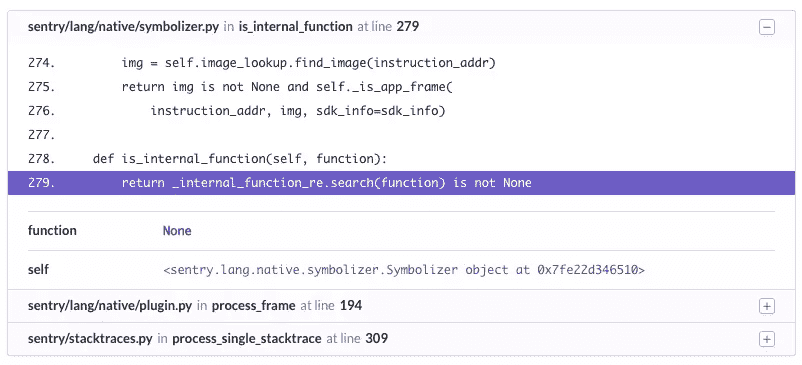 sentry/lang/native/symbolizer.py in is_internal_function at line 279
274. img = self.image_lookup.find_image(instruction_addr)
275. return img is not None and self._is_app_frame(
276. instruction_addr, img, sdk_info=sdk_info)
277.
278. def is_internal_function(self, function):
279. return _internal_function_re.search(function) is not None
function None
self <sentry.lang.native.symbolizer.Symbolizer object at 0x7fe22d346510>
sentry/lang/native/plugin.py in process_frame at line 194
sentry/stacktraces.py in process_single_stacktrace at line 309